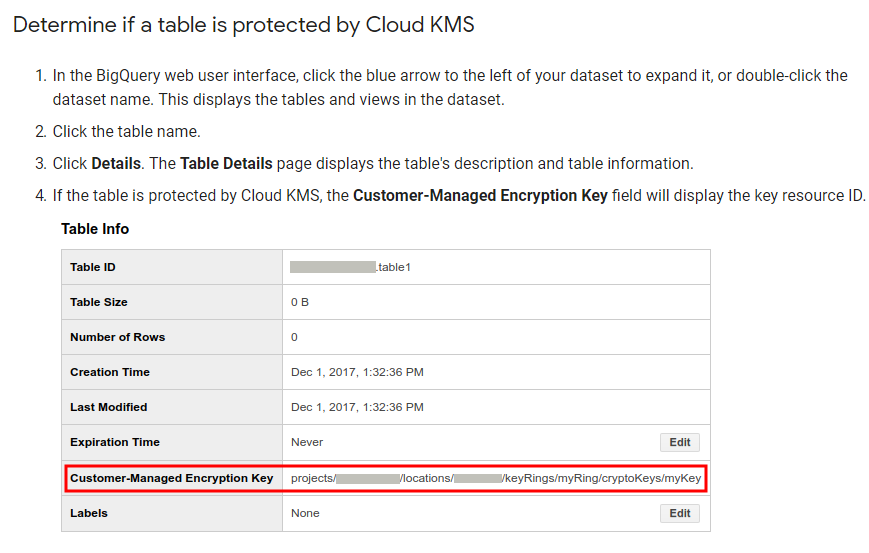 Determine if a table is protected by Cloud KMS
1. In the BigQuery web user interface, click the blue arrow to the left of your dataset to expand it, or double-click the
dataset name. This displays the tables and views in the dataset.
2. Click the table name.
3. Click Details. The Table Details page displays the table's description and table information.
4. If the table is protected by Cloud KMS, the Customer-Managed Encryption Key field will display the key resource ID.
Table Info
Table ID .table1
Table Size 0 B
Number of Rows 0
Creation Time Dec 1, 2017, 1:32:36 PM
Last Modified Dec 1, 2017, 1:32:36 PM
Expiration Time Never Edit
Customer-Managed Encryption Key projects/ /locations/ /keyRings/myRing/cryptoKeys/myKey
Labels None Edit